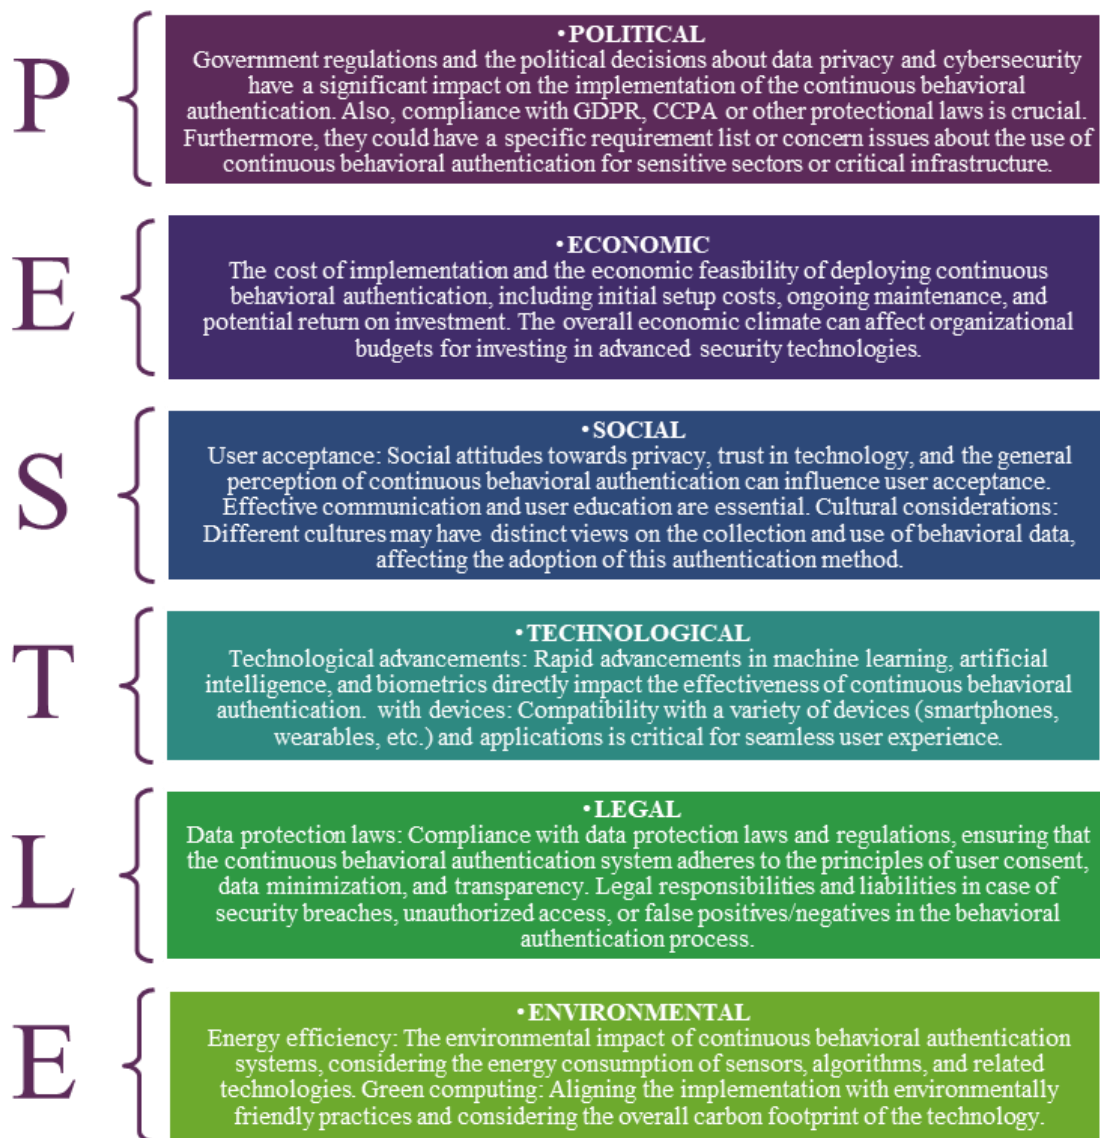 P
• POLITICAL
Government regulations and the political decisions about data privacy and cybersecurity
have a significant impact on the implementation of the continuous behavioral
authentication. Also, compliance with GDPR, CCPA or other protectional laws is crucial.
Furthermore, they could have a specific requirement list or concern issues about the use of
continuous behavioral authentication for sensitive sectors or critical infrastructure.
E
• ECONOMIC
The cost of implementation and the economic feasibility of deploying continuous
behavioral authentication, including initial setup costs, ongoing maintenance, and
potential return on investment. The overall economic climate can affect organizational
budgets for investing in advanced security technologies.
S
• SOCIAL
User acceptance: Social attitudes towards privacy, trust in technology, and the general
perception of continuous behavioral authentication can influence user acceptance.
Effective communication and user education are essential. Cultural considerations:
Different cultures may have distinct views on the collection and use of behavioral data,
affecting the adoption of this authentication method.
T
• TECHNOLOGICAL
Technological advancements: Rapid advancements in machine learning, artificial
intelligence, and biometrics directly impact the effectiveness of continuous behavioral
authentication. with devices: Compatibility with a variety of devices (smartphones,
wearables, etc.) and applications is critical for seamless user experience.
L
• LEGAL
Data protection laws: Compliance with data protection laws and regulations, ensuring that
the continuous behavioral authentication system adheres to the principles of user consent,
data minimization, and transparency. Legal responsibilities and liabilities in case of
security breaches, unauthorized access, or false positives/negatives in the behavioral
authentication process.
E
• ENVIRONMENTAL
Energy efficiency: The environmental impact of continuous behavioral authentication
systems, considering the energy consumption of sensors, algorithms, and related
technologies. Green computing: Aligning the implementation with environmentally
friendly practices and considering the overall carbon footprint of the technology.